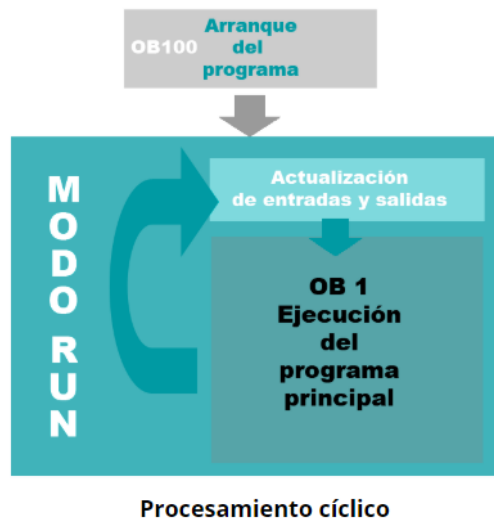 Arranque
OB100 del
programa
MODO RUN
Actualización
de entradas y salidas
OB 1
Ejecución
del
programa
principal
Procesamiento cíclico